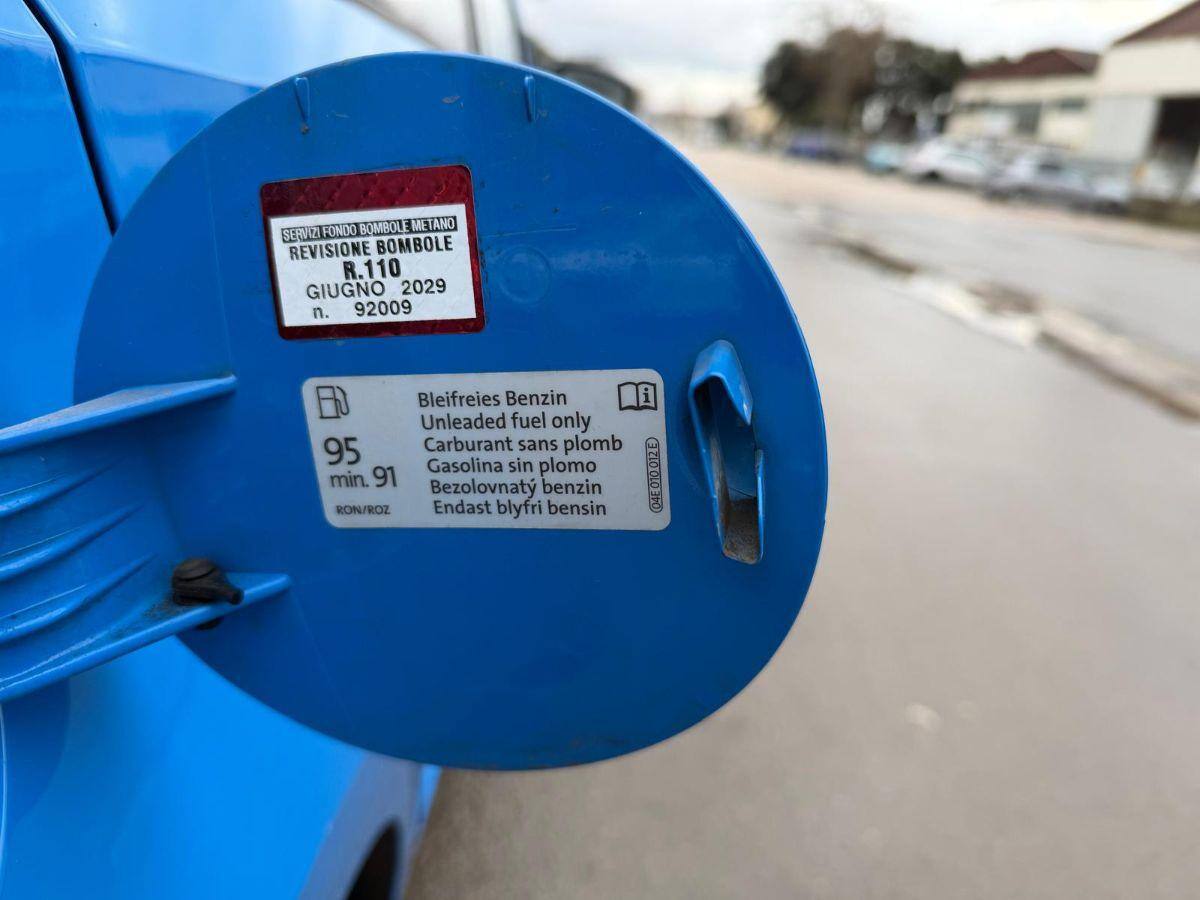 SERVIZI FONDO BOMBOLE METANO
REVISIONE BOMBOLE
R.110
GIUGNO 2029
n. 92009
95
min. 91
RON/ROZ
Bleifreies Benzin
Unleaded fuel only
Carburant sans plomb
Gasolina sin plomo
Bezolovnatý benzin
Endast blyfri bensin
i
04E 010 012 E